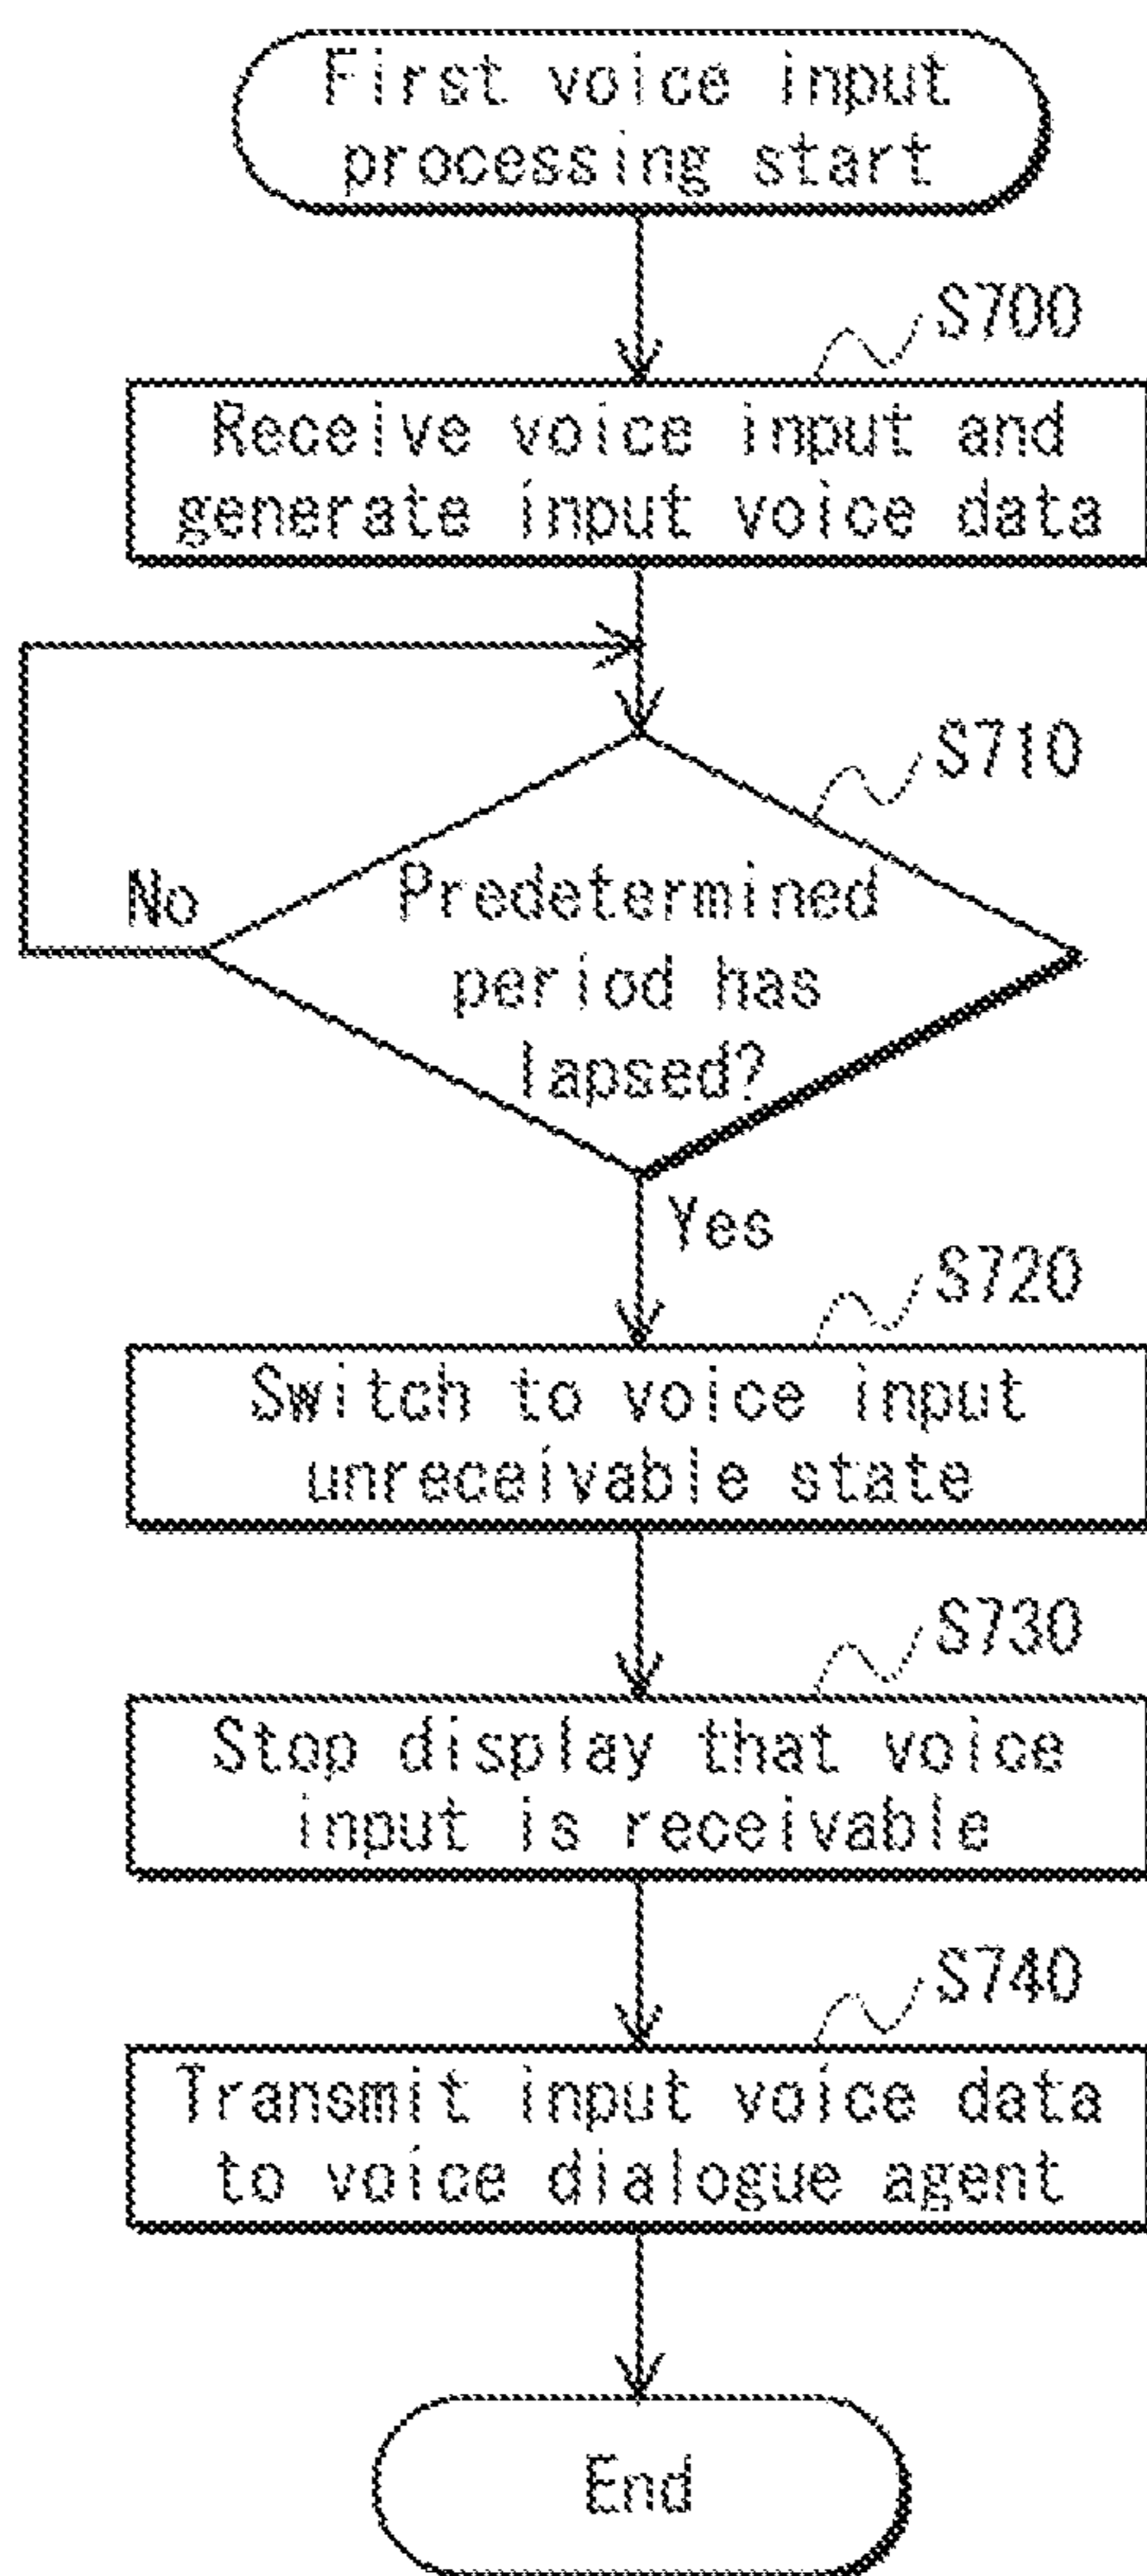 First voice input
processing start
S700
Receive voice input and
generate input voice data
S710
No
Predetermined
period has
lapsed?
Yes
S720
Switch to voice input
unreceivable state
S730
Stop display that voice
input is receivable
S740
Transmit input voice data
to voice dialogue agent
End